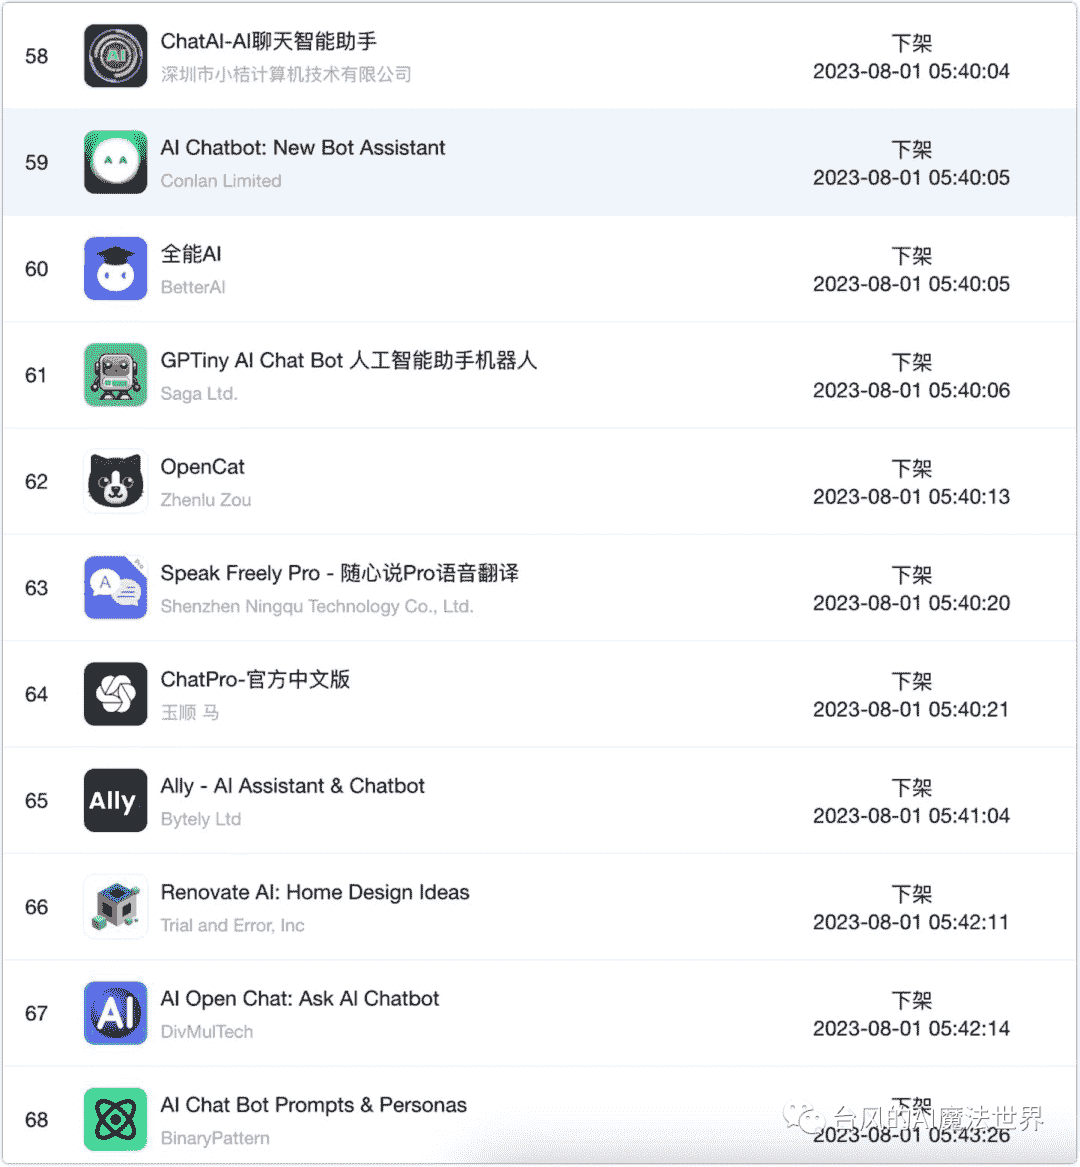 58
AI
ChatAI-AI聊天智能助手
深圳市小桔计算机技术有限公司
下架
2023-08-01 05:40:04
59
AI Chatbot: New Bot Assistant
Conlan Limited
下架
2023-08-01 05:40:05
60
全能AI
BetterAI
下架
2023-08-01 05:40:05
61
GPTiny AI Chat Bot 人工智能助手机器人
Saga Ltd.
下架
2023-08-01 05:40:06
62
OpenCat
Zhenlu Zou
下架
2023-08-01 05:40:13
63
A
Speak Freely Pro - 随心说Pro语音翻译
Shenzhen Ningqu Technology Co., Ltd.
下架
2023-08-01 05:40:20
64
ChatPro-官方中文版
玉顺 马
下架
2023-08-01 05:40:21
65
Ally
Ally - AI Assistant & Chatbot
Bytely Ltd
下架
2023-08-01 05:41:04
66
Renovate AI: Home Design Ideas
Trial and Error, Inc
下架
2023-08-01 05:42:11
67
AI
AI Open Chat: Ask AI Chatbot
DivMulTech
下架
2023-08-01 05:42:14
68
AI Chat Bot Prompts & Personas
BinaryPattern
下架
台风的AI魔法世界
2023-08-01 05:43:26